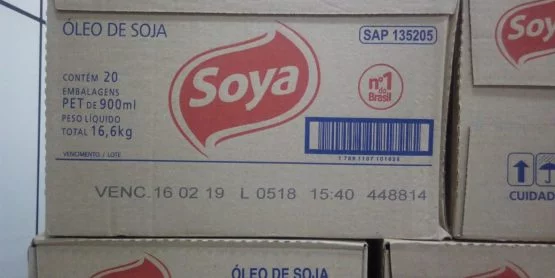 ÓLEO DE SOJA
SAP 135205
Soya
Soy
CONTÉM 20
EMBALAGENS
PET DE 900ml
PESO LÍQUIDO
TOTAL 16,6kg
nº1
do
Brasil
VENCIMENTO / LOTE
VENC. 16 02 19 L 0518 15:40 448814
CUIDAD
ÓLEO DE SOJA